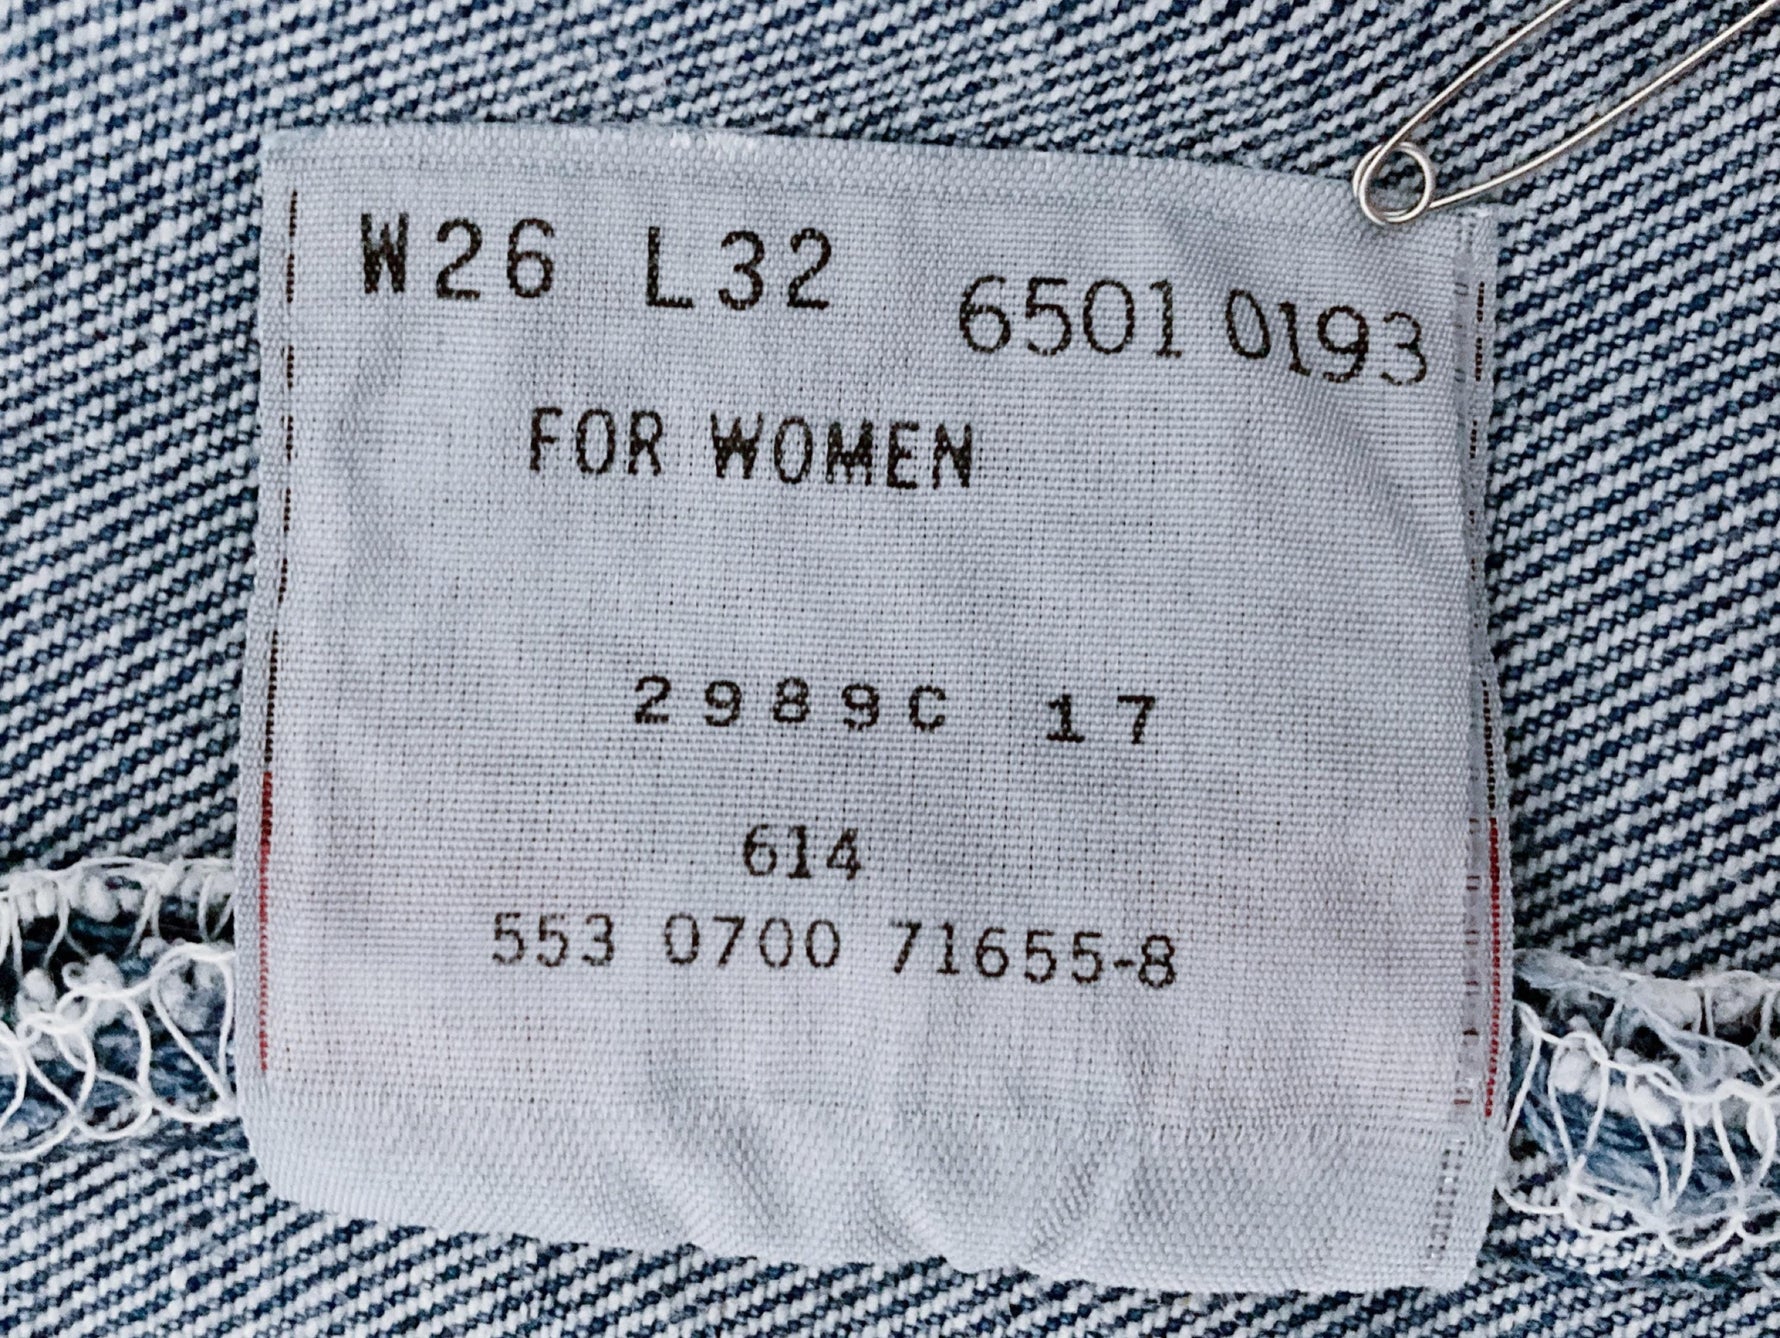 W26 L32 6501 0193
FOR WOMEN
2989C 17
614
553 0700 71655-8